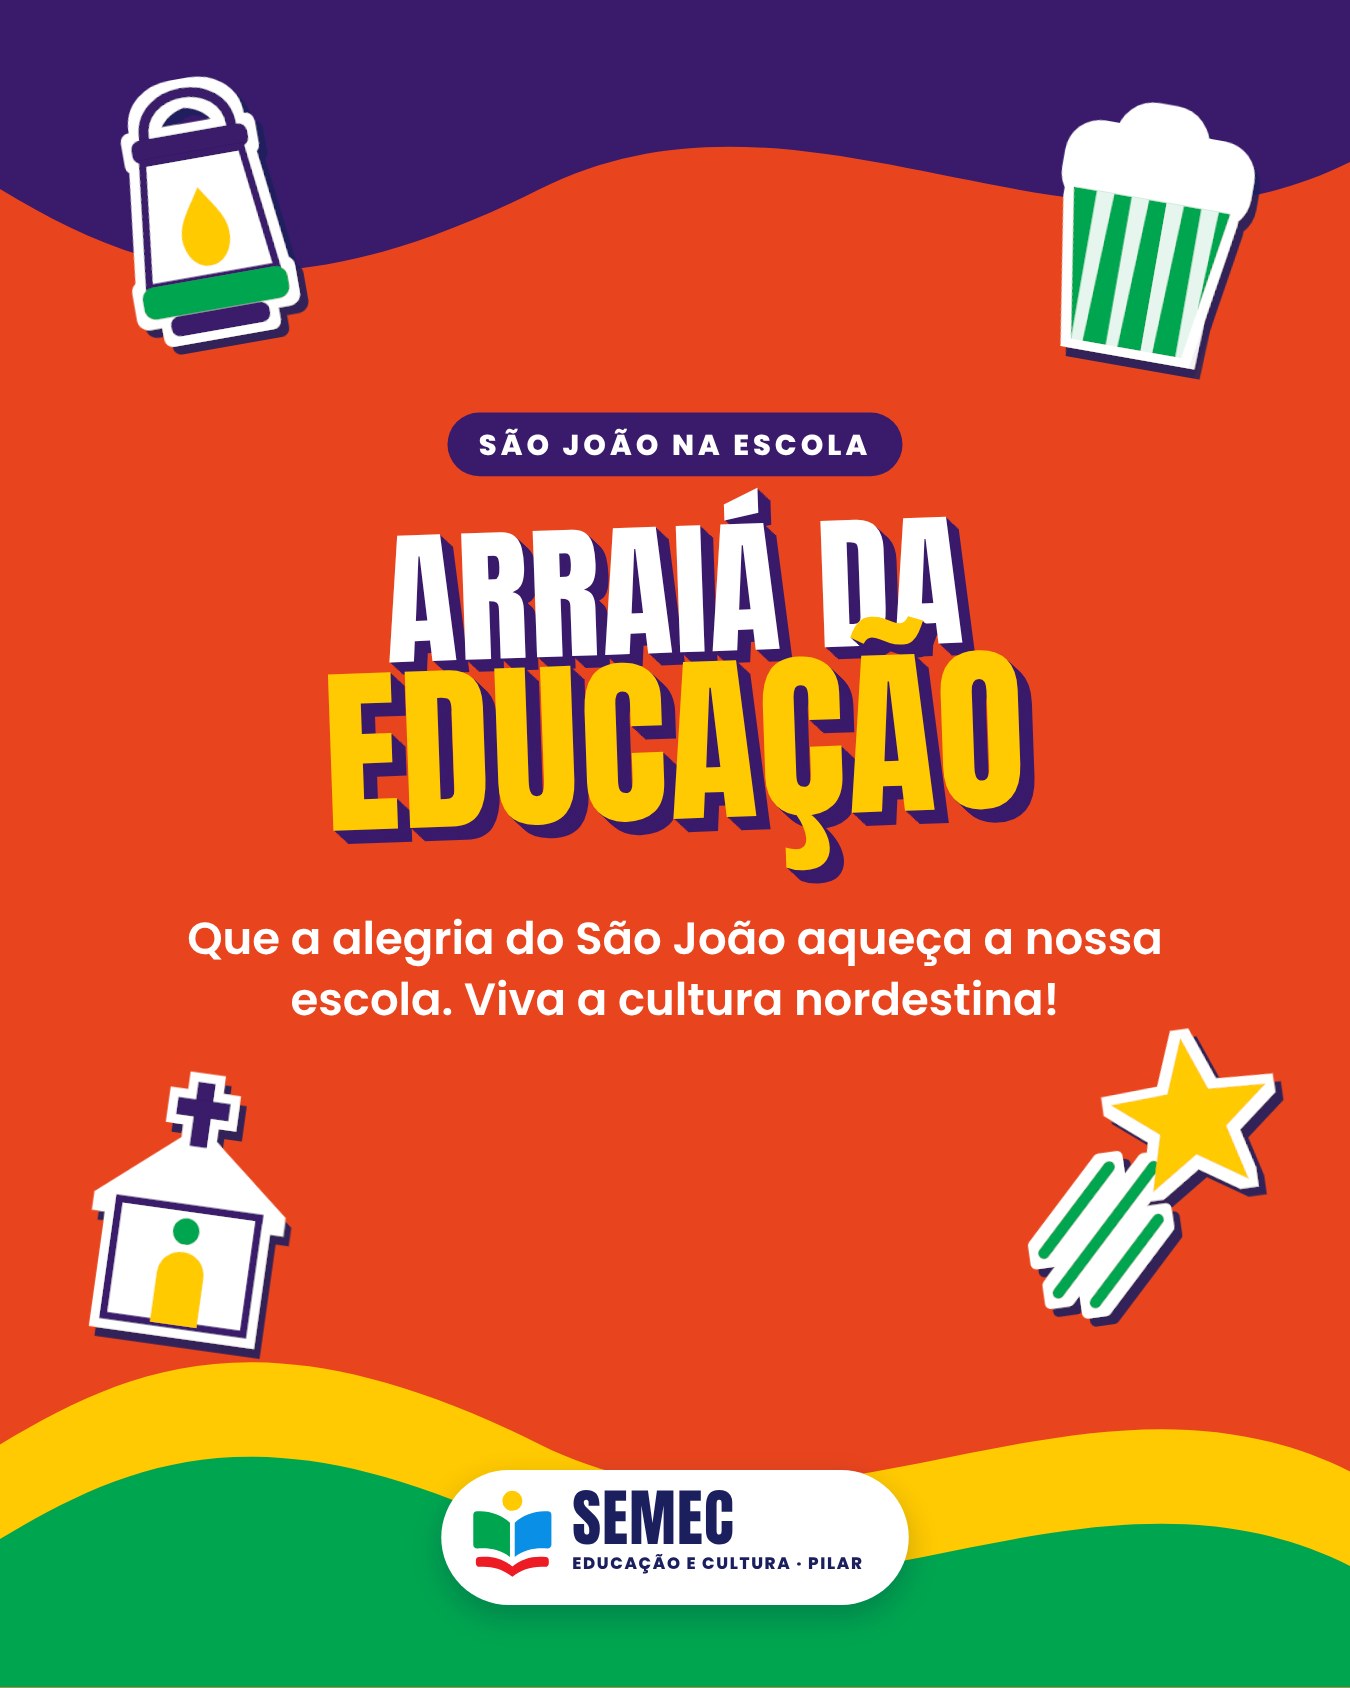 SÃO JOÃO NA ESCOLA
ARRAIÁ DA
EDUCAÇÃO
Que a alegria do São João aqueça a nossa
escola. Viva a cultura nordestina!
SEMEC
EDUCAÇÃO E CULTURA · PILAR